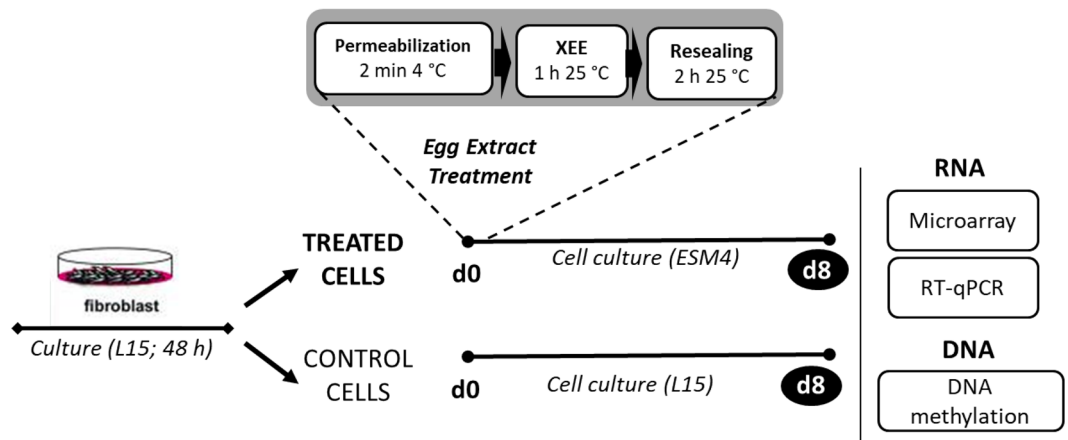 Permeabilization
2 min 4 °C
XEE
1 h 25 °C
Resealing
2 h 25 °C
Egg Extract
Treatment
fibroblast
Culture (L15; 48 h)
TREATED
CELLS
d0
Cell culture (ESM4)
d8
CONTROL
CELLS
d0
Cell culture (L15)
d8
RNA
Microarray
RT-qPCR
DNA
DNA
methylation